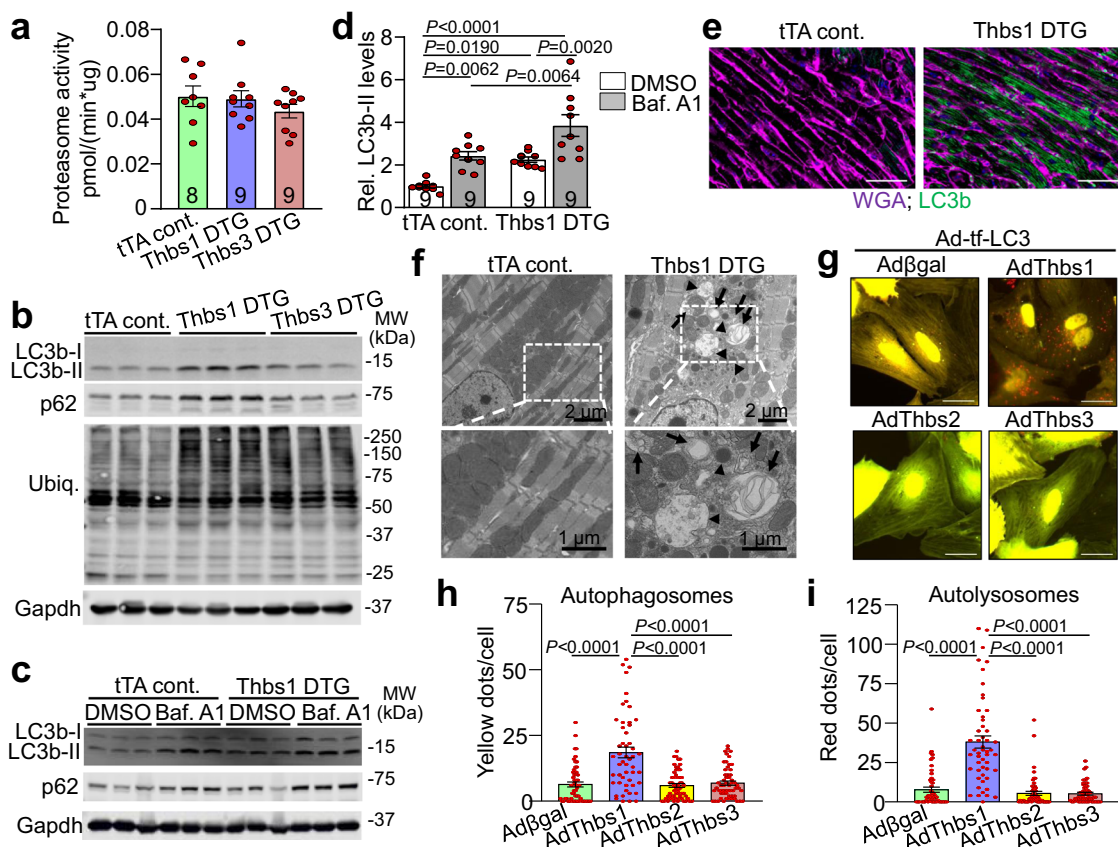 a
Proteasome activity
pmol/(min*ug)
0.08
0.06
0.04
0.02
0
8
9
9
tTA cont.
Thbs1 DTG
Thbs3 DTG
b
tTA cont.
Thbs1 DTG
Thbs3 DTG
MW
(kDa)
LC3b-I
LC3b-II
-15
p62
-75
Ubiq.
-250
-150
-75
-50
-37
-25
Gapdh
-37
c
tTA cont.
Thbs1 DTG
MW
(kDa)
DMSO
Baf. A1
DMSO
Baf. A1
LC3b-I
LC3b-II
-15
p62
-75
Gapdh
-37
d
Rel. LC3b-II levels
10
8
6
4
2
0
P<0.0001
P=0.0190
P=0.0020
P=0.0062
P=0.0064
DMSO
Baf. A1
9
9
9
9
tTA cont.
Thbs1 DTG
e
tTA cont.
Thbs1 DTG
WGA; LC3b
f
tTA cont.
Thbs1 DTG
2 µm
2 µm
1 µm
1 µm
g
Ad-tf-LC3
Adβgal
AdThbs1
AdThbs2
AdThbs3
h
Autophagosomes
Yellow dots/cell
75
50
25
0
P<0.0001
P<0.0001
P<0.0001
Adβgal
AdThbs1
AdThbs2
AdThbs3
i
Autolysosomes
Red dots/cell
125
100
75
50
25
0
P<0.0001
P<0.0001
P<0.0001
Adβgal
AdThbs1
AdThbs2
AdThbs3